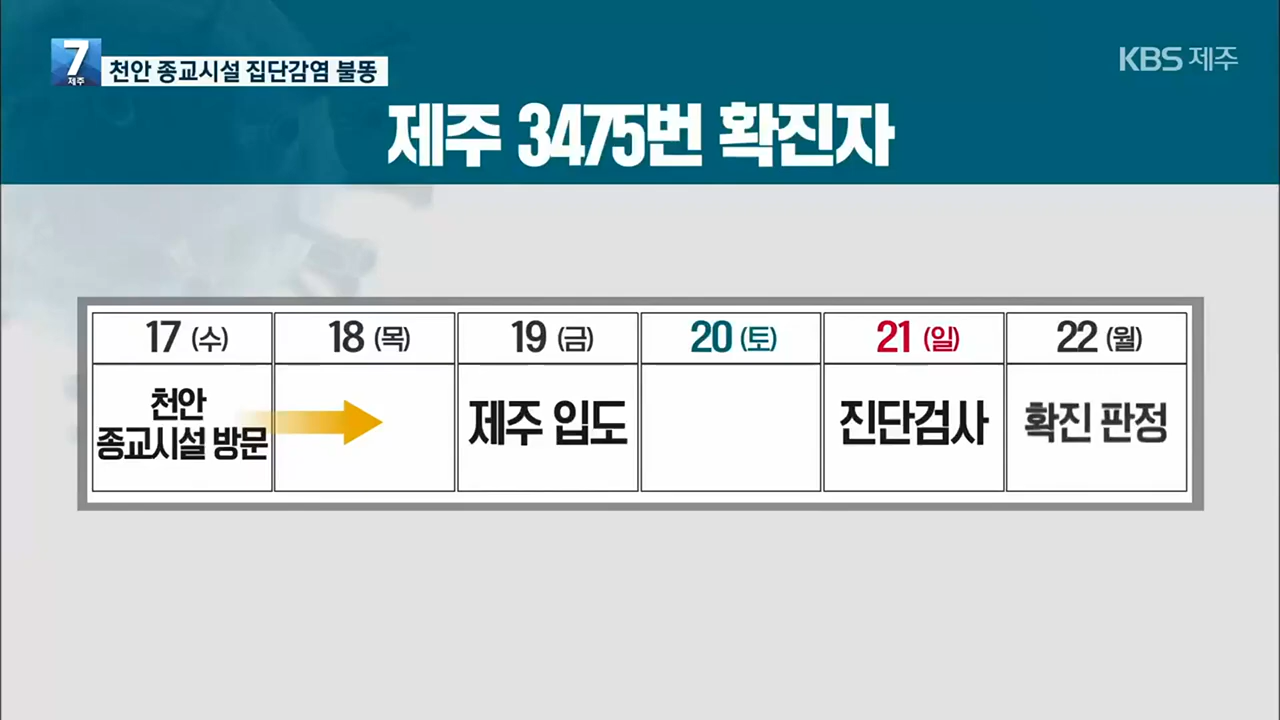 7 제주
천안 종교시설 집단감염 불똥
KBS 제주
제주 3475번 확진자
17 (수) 18 (목) 19 (금) 20 (토) 21 (일) 22 (월)
천안
종교시설 방문
제주 입도
진단검사
확진 판정